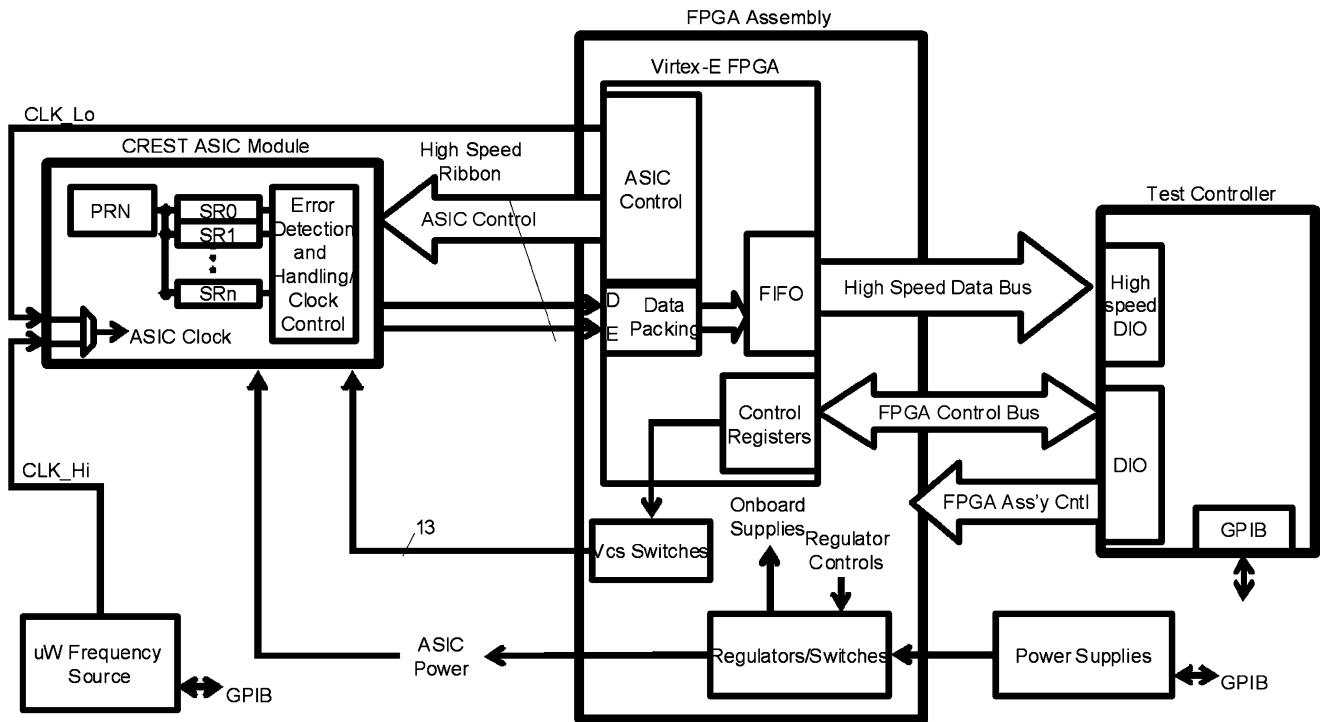 FPGA Assembly
Virtex-E FPGA
CLK_Lo
CREST ASIC Module
High Speed
Ribbon
ASIC Control
ASIC
Control
Test Controller
PRN
SR0
SR1
SRn
Error
Detection
and
Handling/
Clock
Control
ASIC Clock
D
E
Data
Packing
FIFO
High Speed Data Bus
High
speed
DIO
Control
Registers
FPGA Control Bus
DIO
FPGA Ass'y Cntl
GPIB
CLK_Hi
13
Vcs Switches
Onboard
Supplies
Regulator
Controls
uW Frequency
Source
GPIB
ASIC
Power
Regulators/Switches
Power Supplies
GPIB